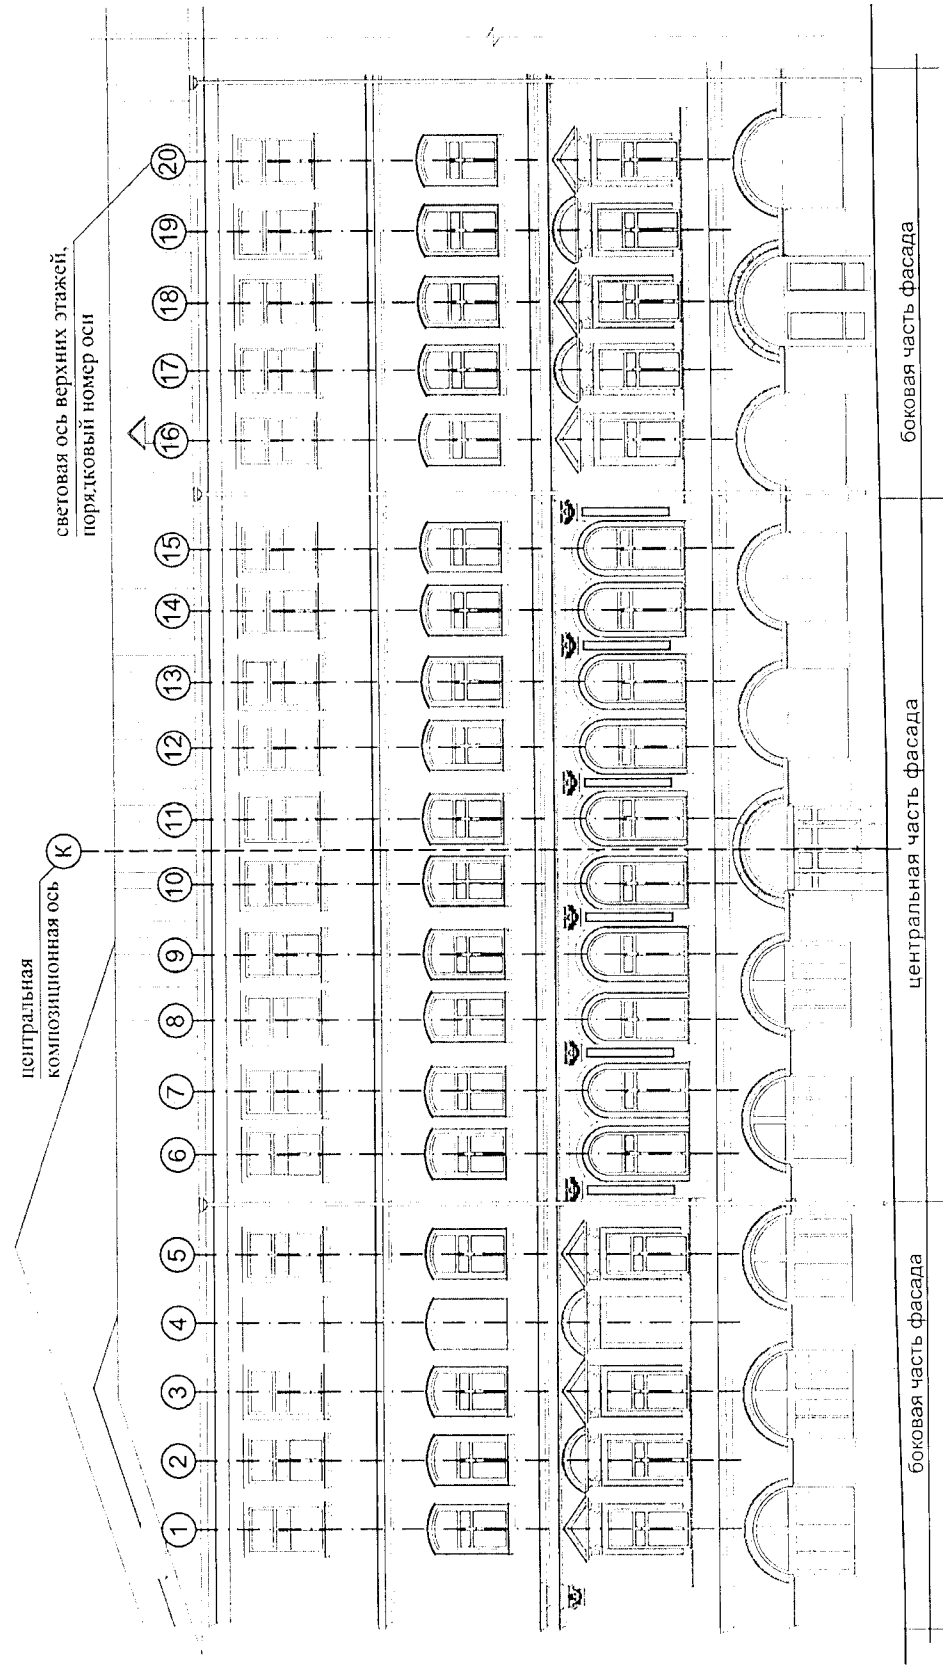 световая ось верхних этажей,
порядковый номер оси
центральная
композиционная ось
К
1
2
3
4
5
6
7
8
9
10
11
12
13
14
15
16
17
18
19
20
боковая часть фасада
центральная часть фасада
боковая часть фасада